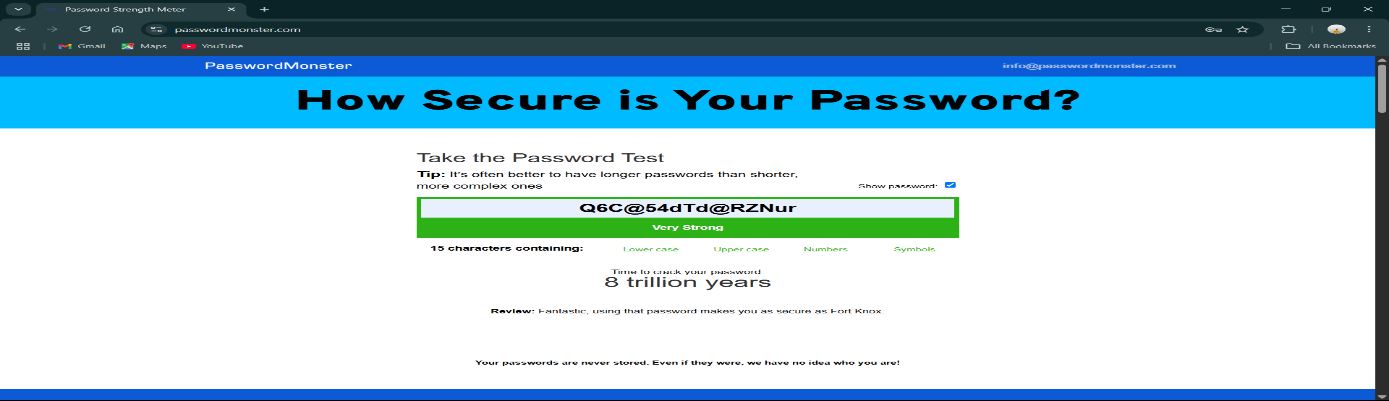 Password Strength Meter
passwordmonster.com
Gmail Maps YouTube All Bookmarks
PasswordMonster info@passwordmonster.com
How Secure is Your Password?
Take the Password Test
Tip: It's often better to have longer passwords than shorter,
more complex ones
Show password:
Q6C@54dTd@RZNur
Very Strong
15 characters containing: Lower case Upper case Numbers Symbols
Time to crack your password:
8 trillion years
Review: Fantastic, using that password makes you as secure as Fort Knox.
Your passwords are never stored. Even if they were, we have no idea who you are!